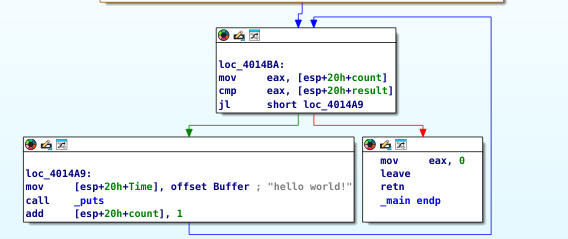 loc_4014BA:
mov eax, [esp+20h+count]
cmp eax, [esp+20h+result]
jl short loc_4014A9
loc_4014A9:
mov [esp+20h+Time], offset Buffer ; "hello world!"
call _puts
add [esp+20h+count], 1
mov eax, 0
leave
retn
_main endp